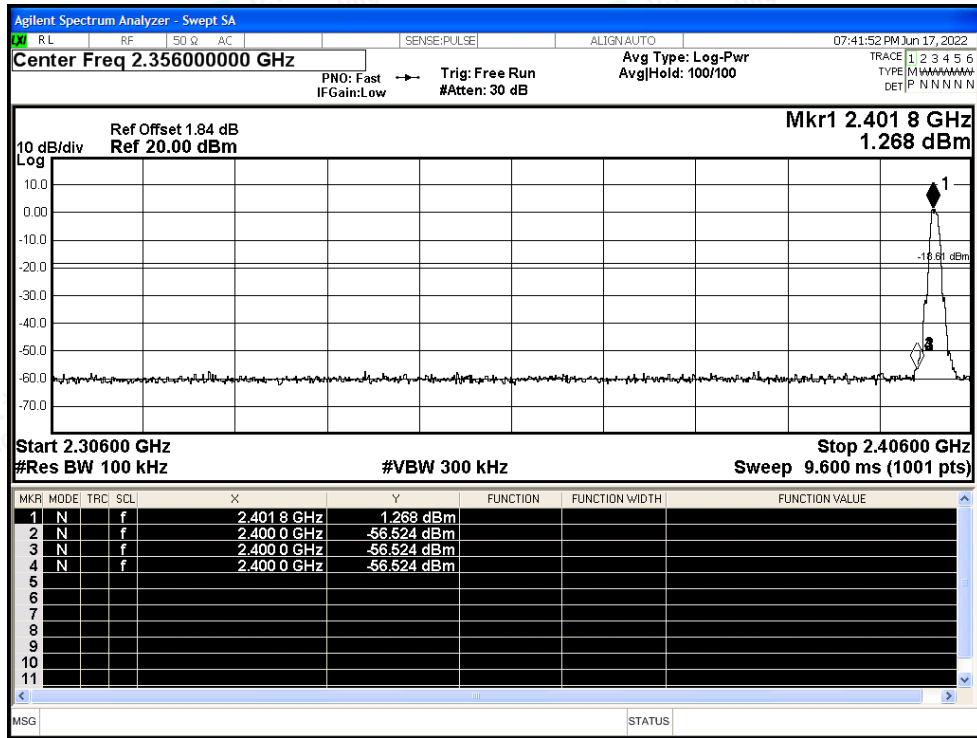 Agilent Spectrum Analyzer - Swept SA
LXI RL RF 50 Ω AC SENSE:PULSE ALIGN AUTO 07:41:52 PM Jun 17, 2022
Center Freq 2.356000000 GHz
PNO: Fast
IFGain:Low
Trig: Free Run
#Atten: 30 dB
Avg Type: Log-Pwr
Avg|Hold: 100/100
TRACE 1 2 3 4 5 6
TYPE M
DET P N N N N N
Mkr1 2.401 8 GHz
1.268 dBm
Ref Offset 1.84 dB
10 dB/div Ref 20.00 dBm
Log
1
10.0
0.00
-10.0
-18.61 dBm
-20.0
-30.0
-40.0
-50.0
-60.0
-70.0
Start 2.30600 GHz Stop 2.40600 GHz
#Res BW 100 kHz #VBW 300 kHz Sweep 9.600 ms (1001 pts)
MKR MODE TRC SCL X Y FUNCTION FUNCTION WIDTH FUNCTION VALUE
1 N f 2.401 8 GHz 1.268 dBm
2 N f 2.400 0 GHz -56.524 dBm
3 N f 2.400 0 GHz -56.524 dBm
4 N f 2.400 0 GHz -56.524 dBm
5
6
7
8
9
10
11
MSG STATUS